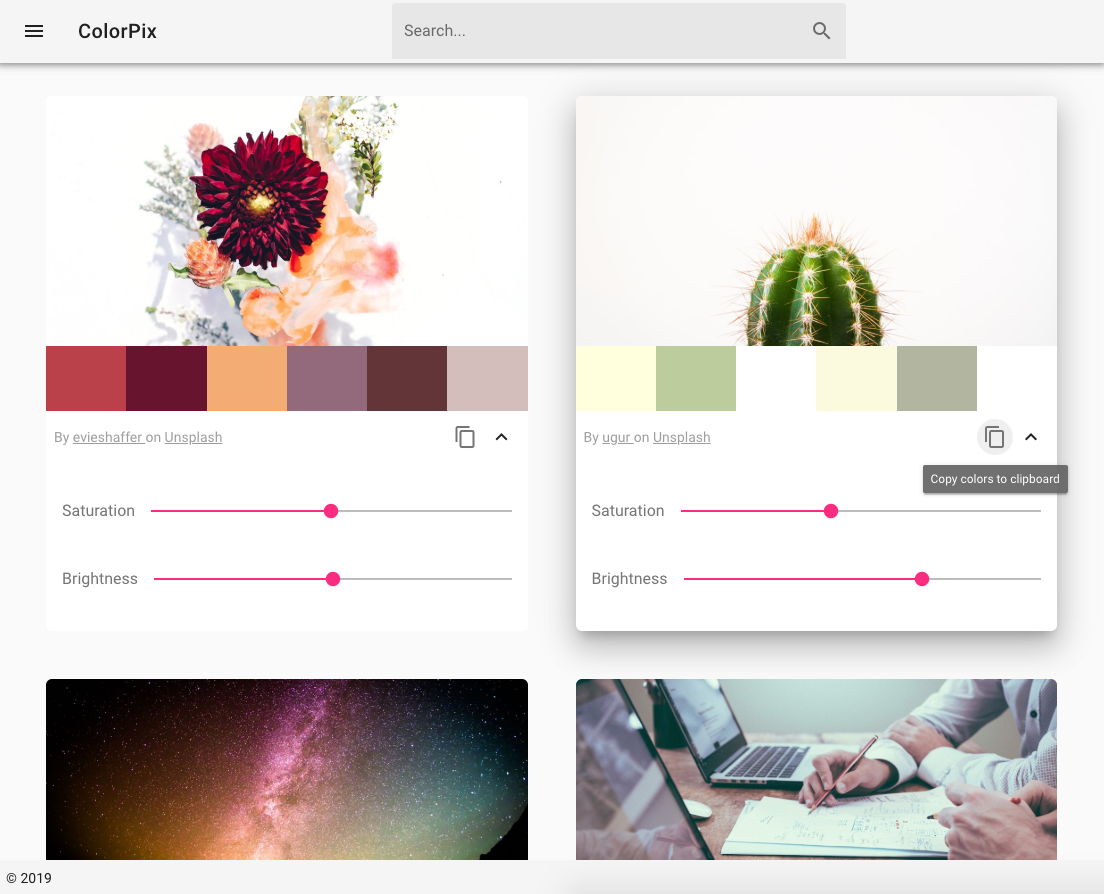 ColorPix
Search...
By evieshaffer on Unsplash
By ugur on Unsplash
Copy colors to clipboard
Saturation
Saturation
Brightness
Brightness
© 2019